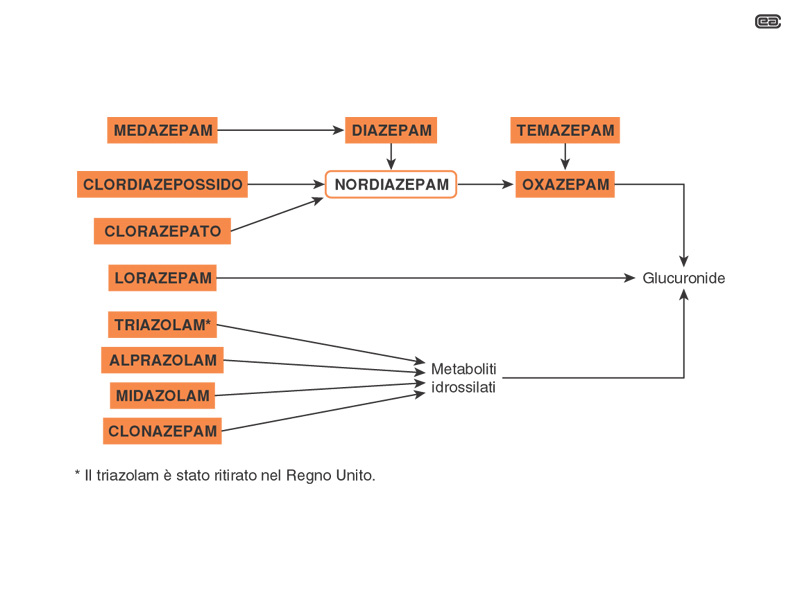 MEDAZEPAM
DIAZEPAM
TEMAZEPAM
CLORDIAZEPOSSIDO
NORDIAZEPAM
OXAZEPAM
CLORAZEPATO
LORAZEPAM
Glucuronide
TRIAZOLAM*
ALPRAZOLAM
MIDAZOLAM
CLONAZEPAM
Metaboliti
idrossilati
* Il triazolam è stato ritirato nel Regno Unito.